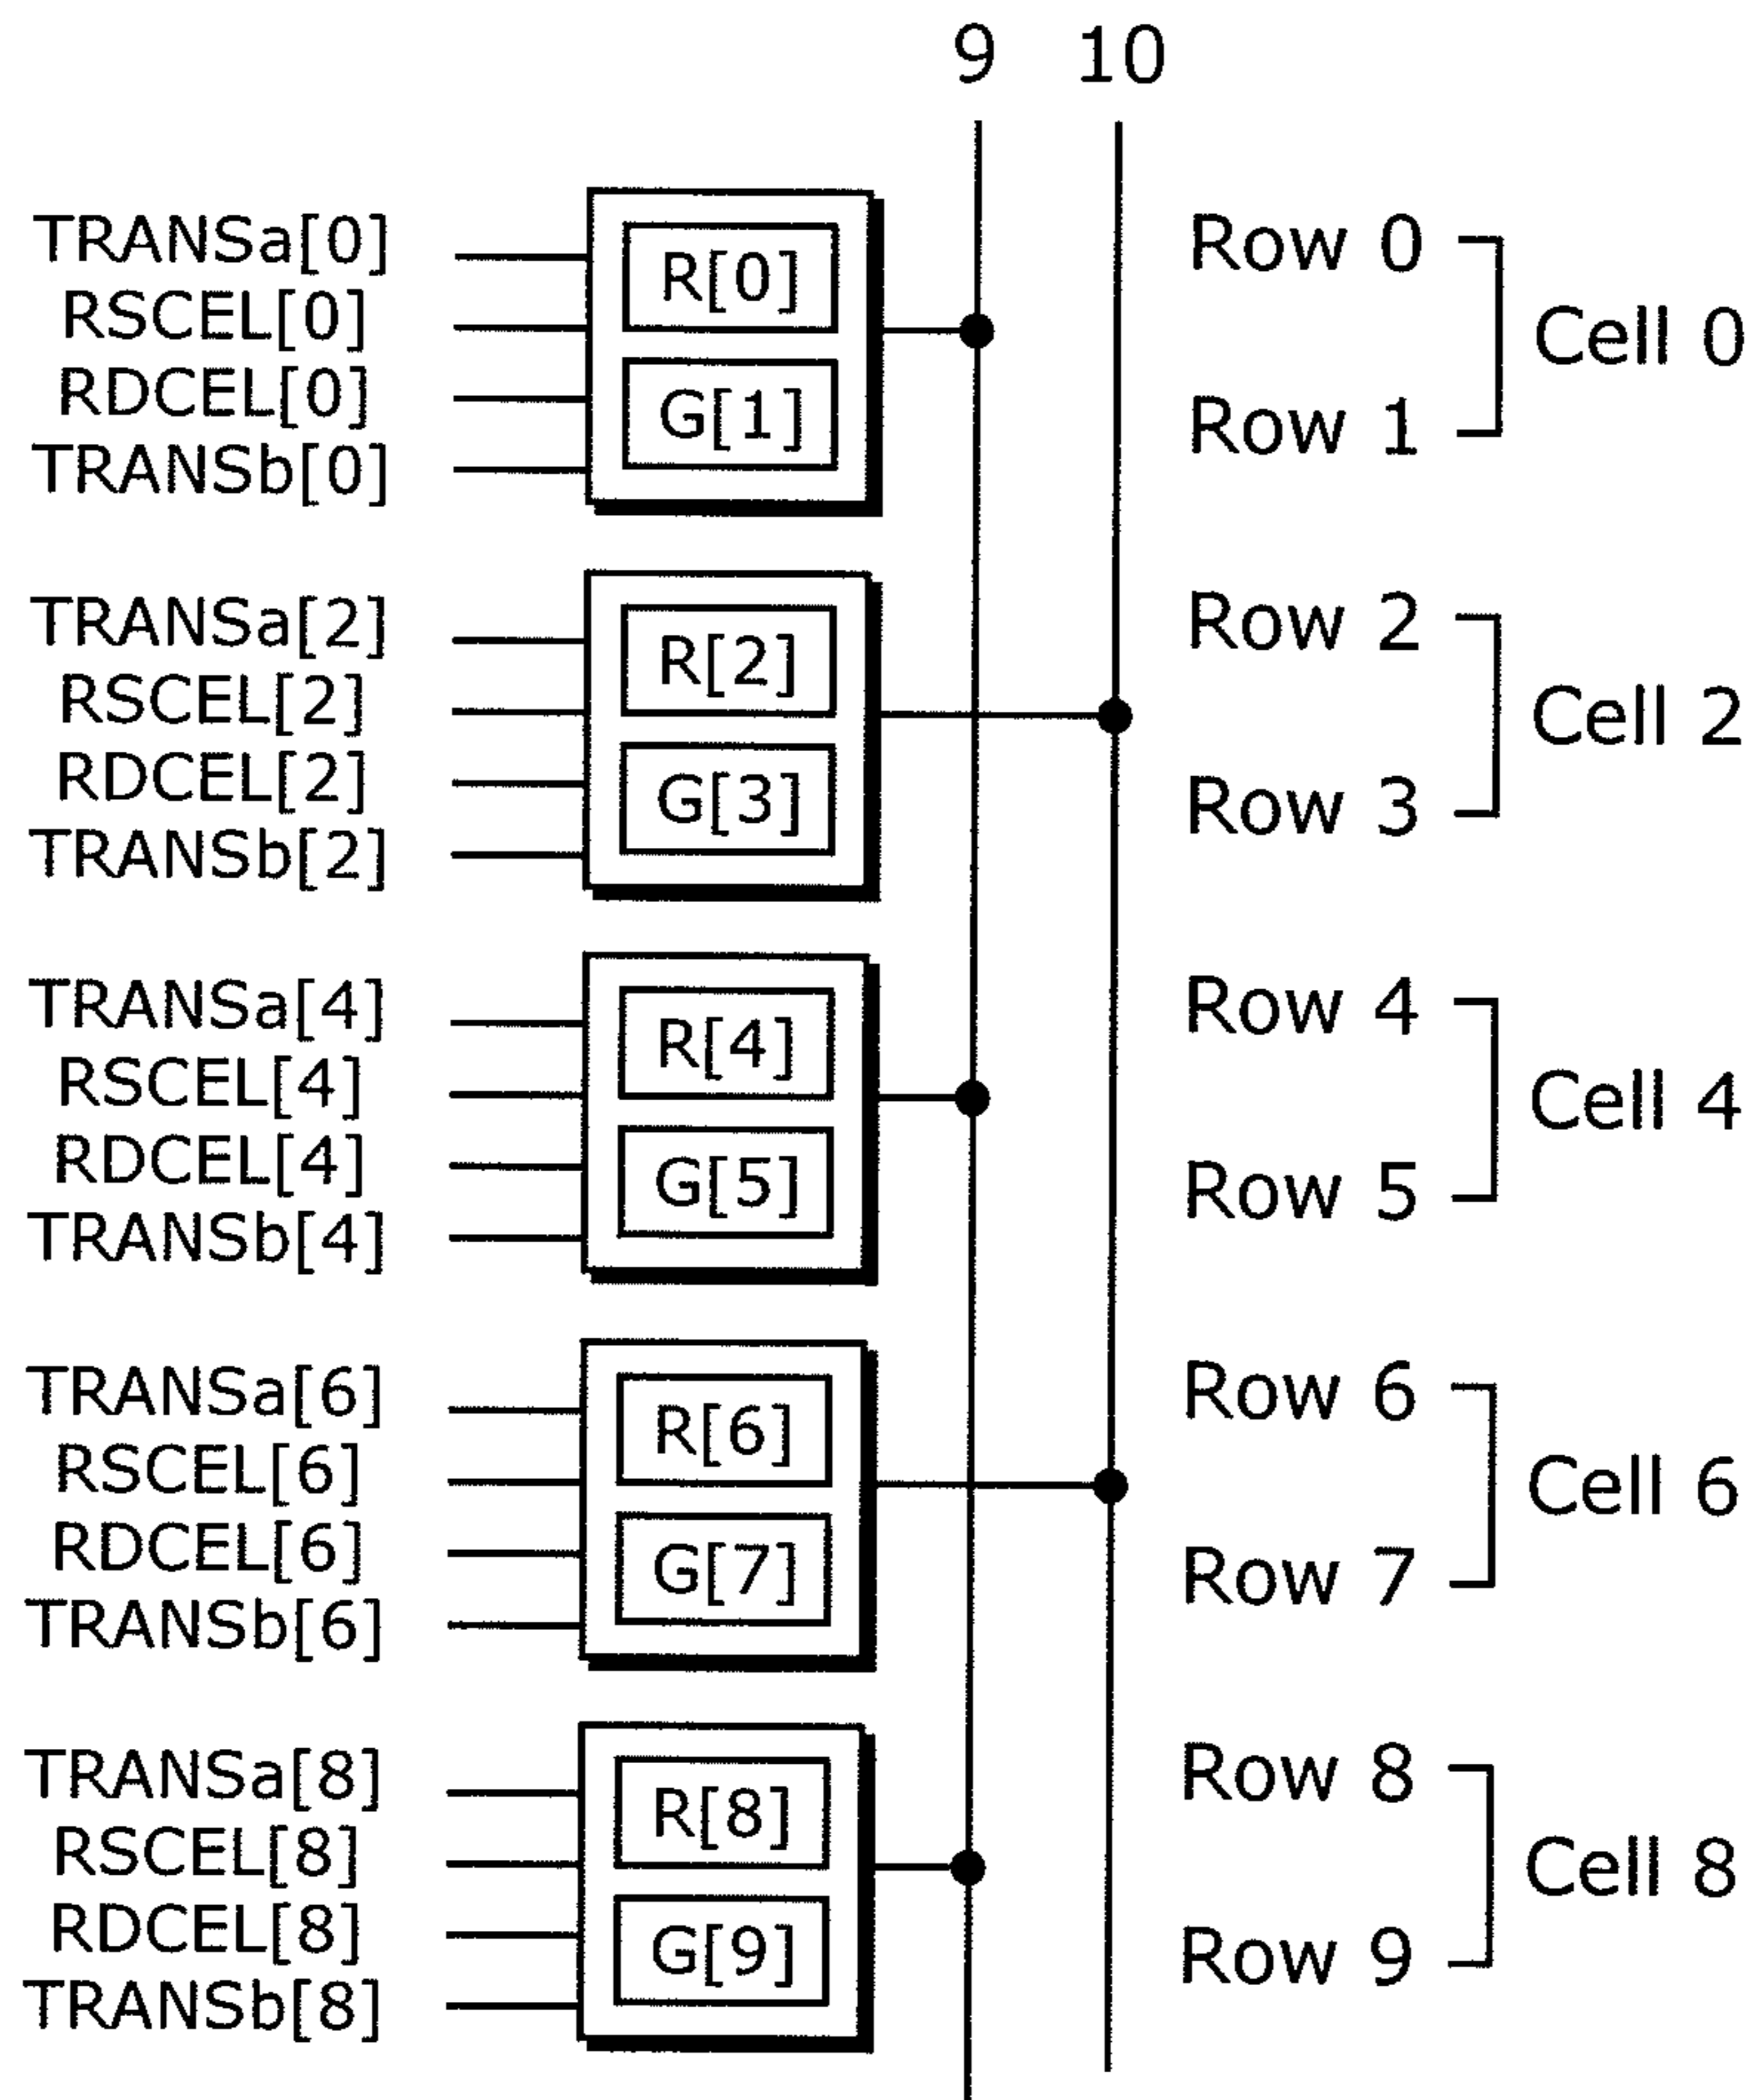 9 10
TRANSa[0]
RSCEL[0]
RDCEL[0]
TRANSb[0]
R[0]
G[1]
Row 0
Row 1
Cell 0
TRANSa[2]
RSCEL[2]
RDCEL[2]
TRANSb[2]
R[2]
G[3]
Row 2
Row 3
Cell 2
TRANSa[4]
RSCEL[4]
RDCEL[4]
TRANSb[4]
R[4]
G[5]
Row 4
Row 5
Cell 4
TRANSa[6]
RSCEL[6]
RDCEL[6]
TRANSb[6]
R[6]
G[7]
Row 6
Row 7
Cell 6
TRANSa[8]
RSCEL[8]
RDCEL[8]
TRANSb[8]
R[8]
G[9]
Row 8
Row 9
Cell 8